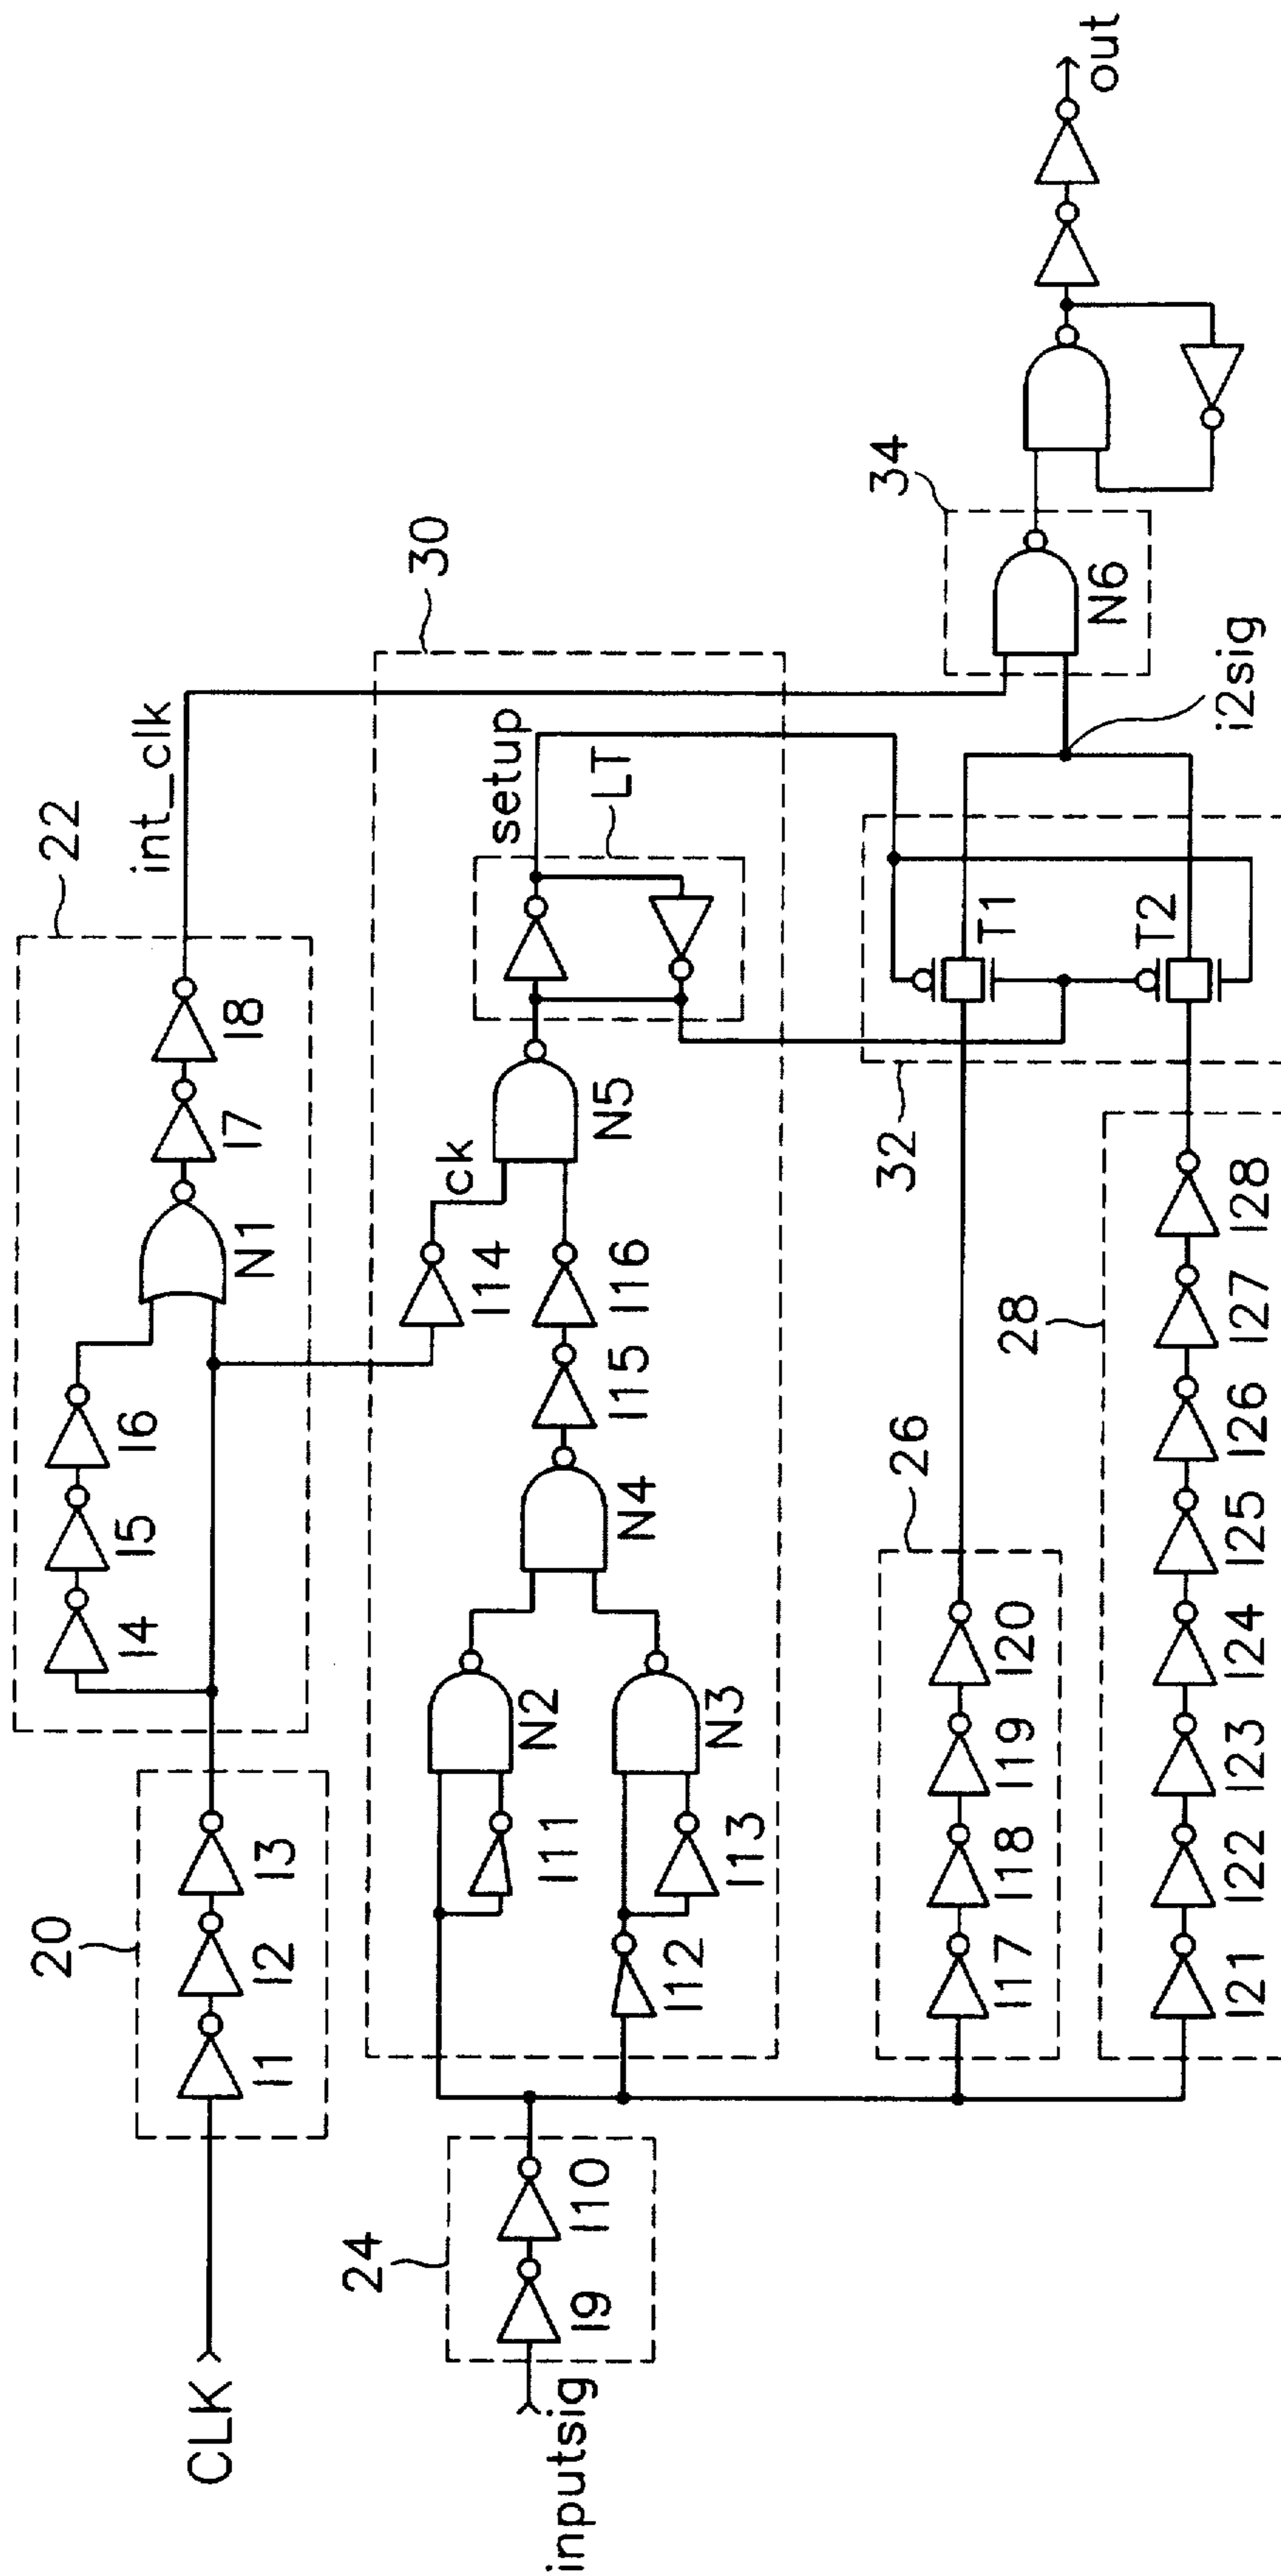 20
22
CLK
I1
I2
I3
I4
I5
I6
N1
I7
I8
int_clk
30
24
inputsig
I9
I10
N2
I11
I12
I13
N3
N4
I15
I16
I14
ck
N5
setup
LT
26
I17
I18
I19
I20
28
I21
I22
I23
I24
I25
I26
I27
I28
32
T1
T2
i2sig
34
N6
out